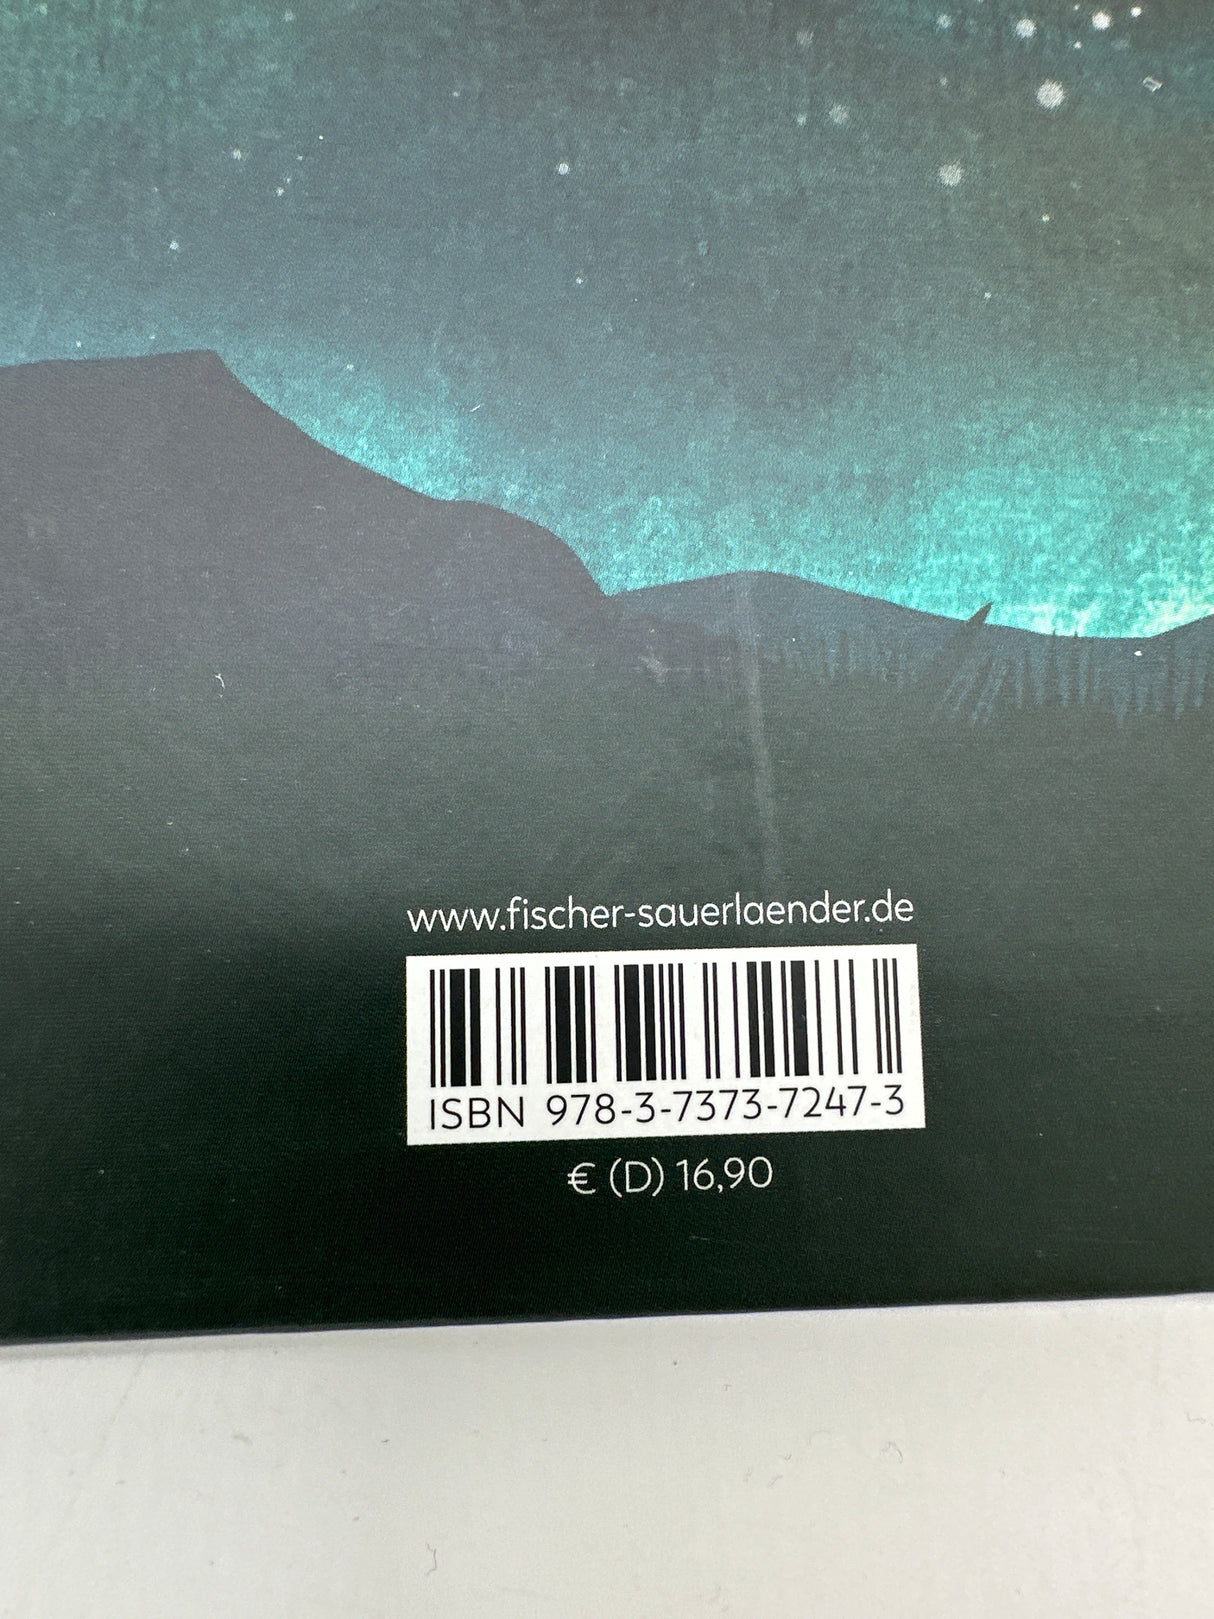 www.fischer-sauerlaender.de
ISBN 978-3-7373-7247-3
€ (D) 16,90